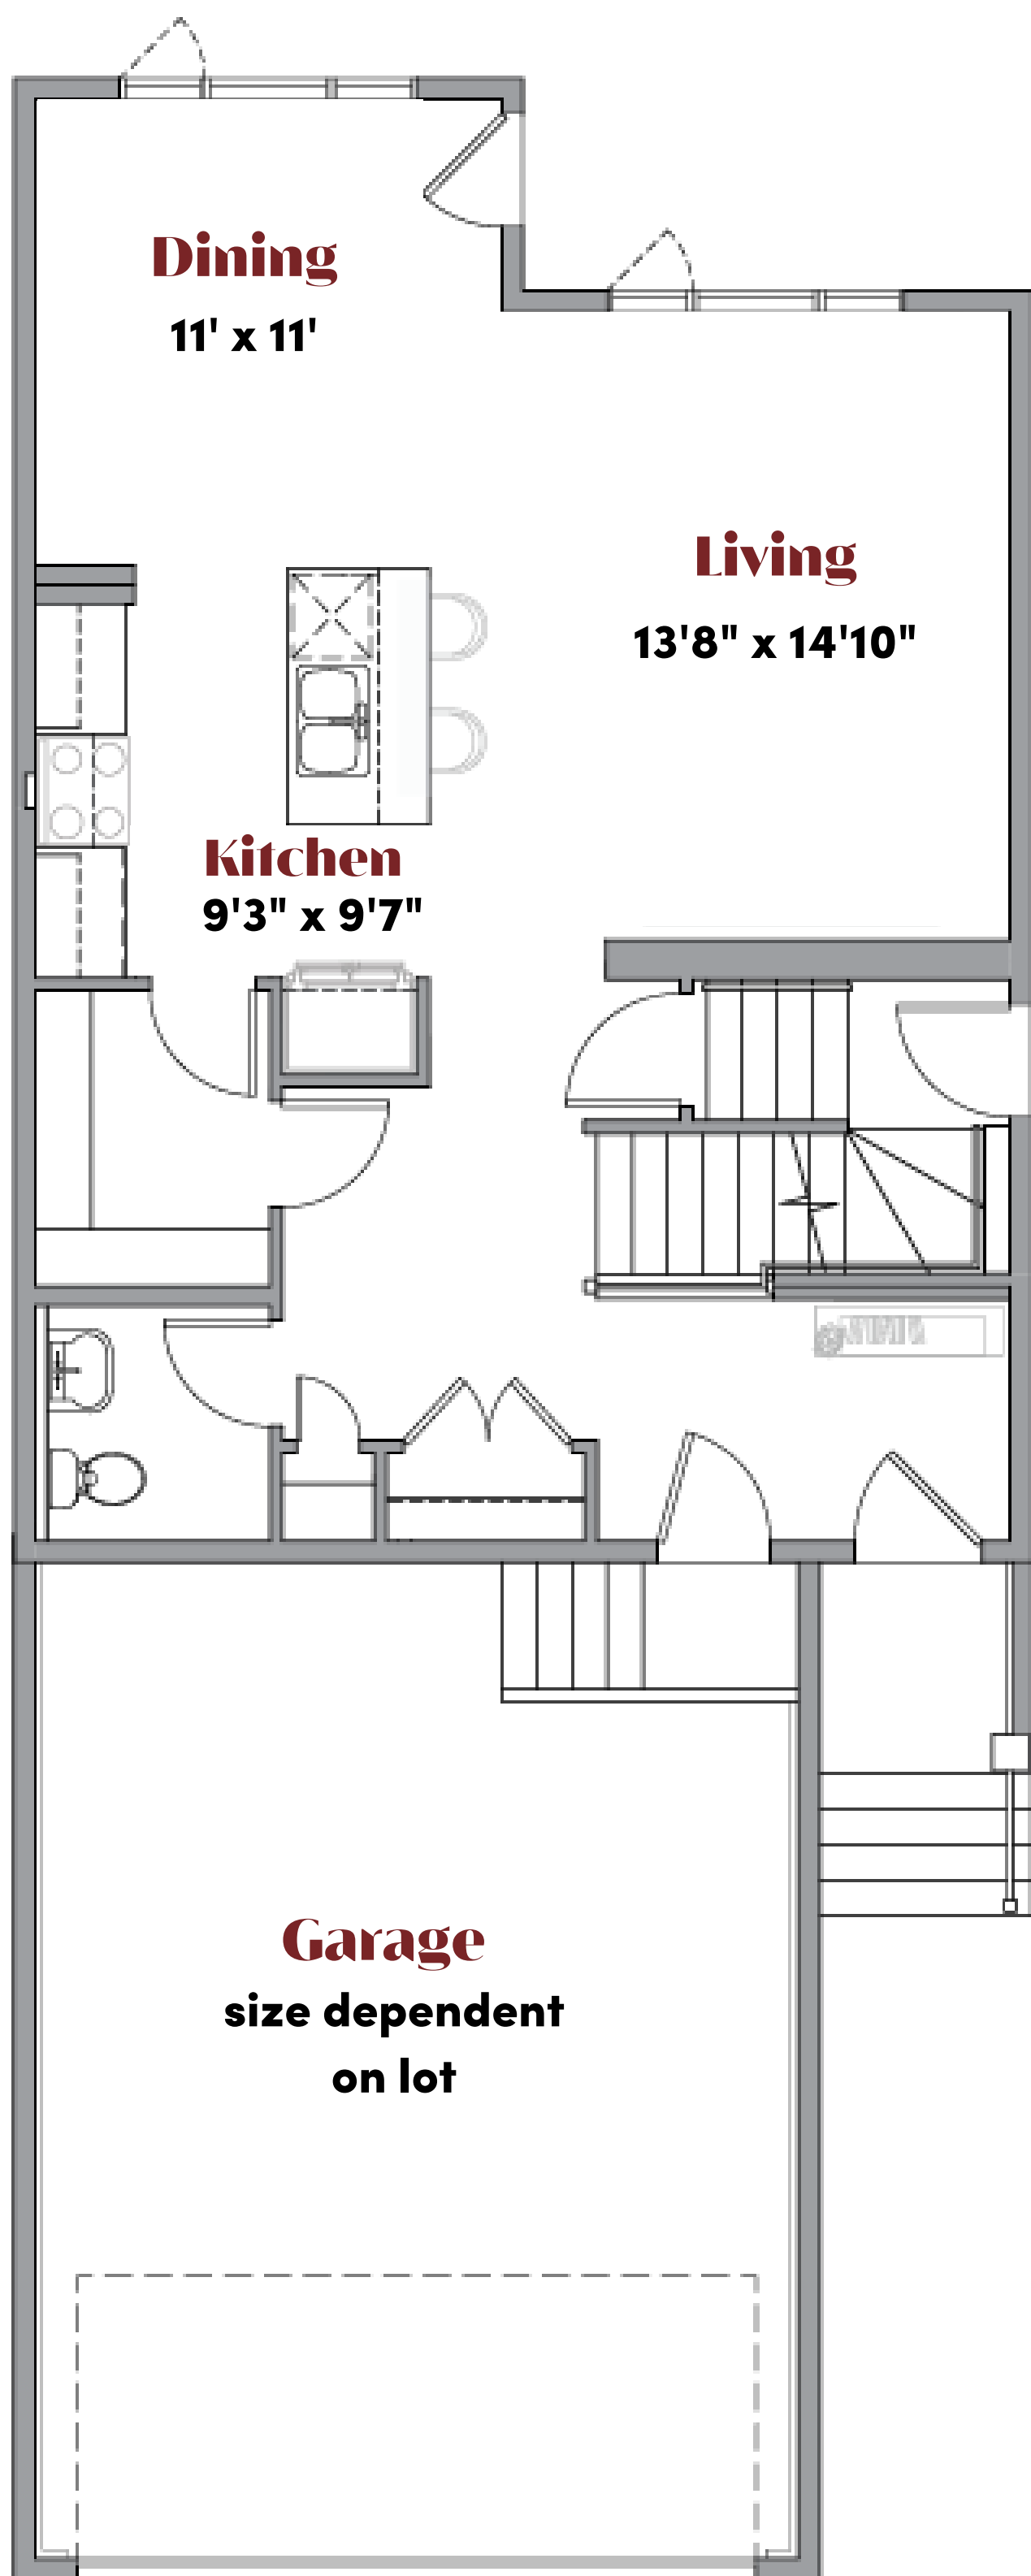 Dining
11' x 11'
Living
13'8" x 14'10"
Kitchen
9'3" x 9'7"
Garage
size dependent
on lot